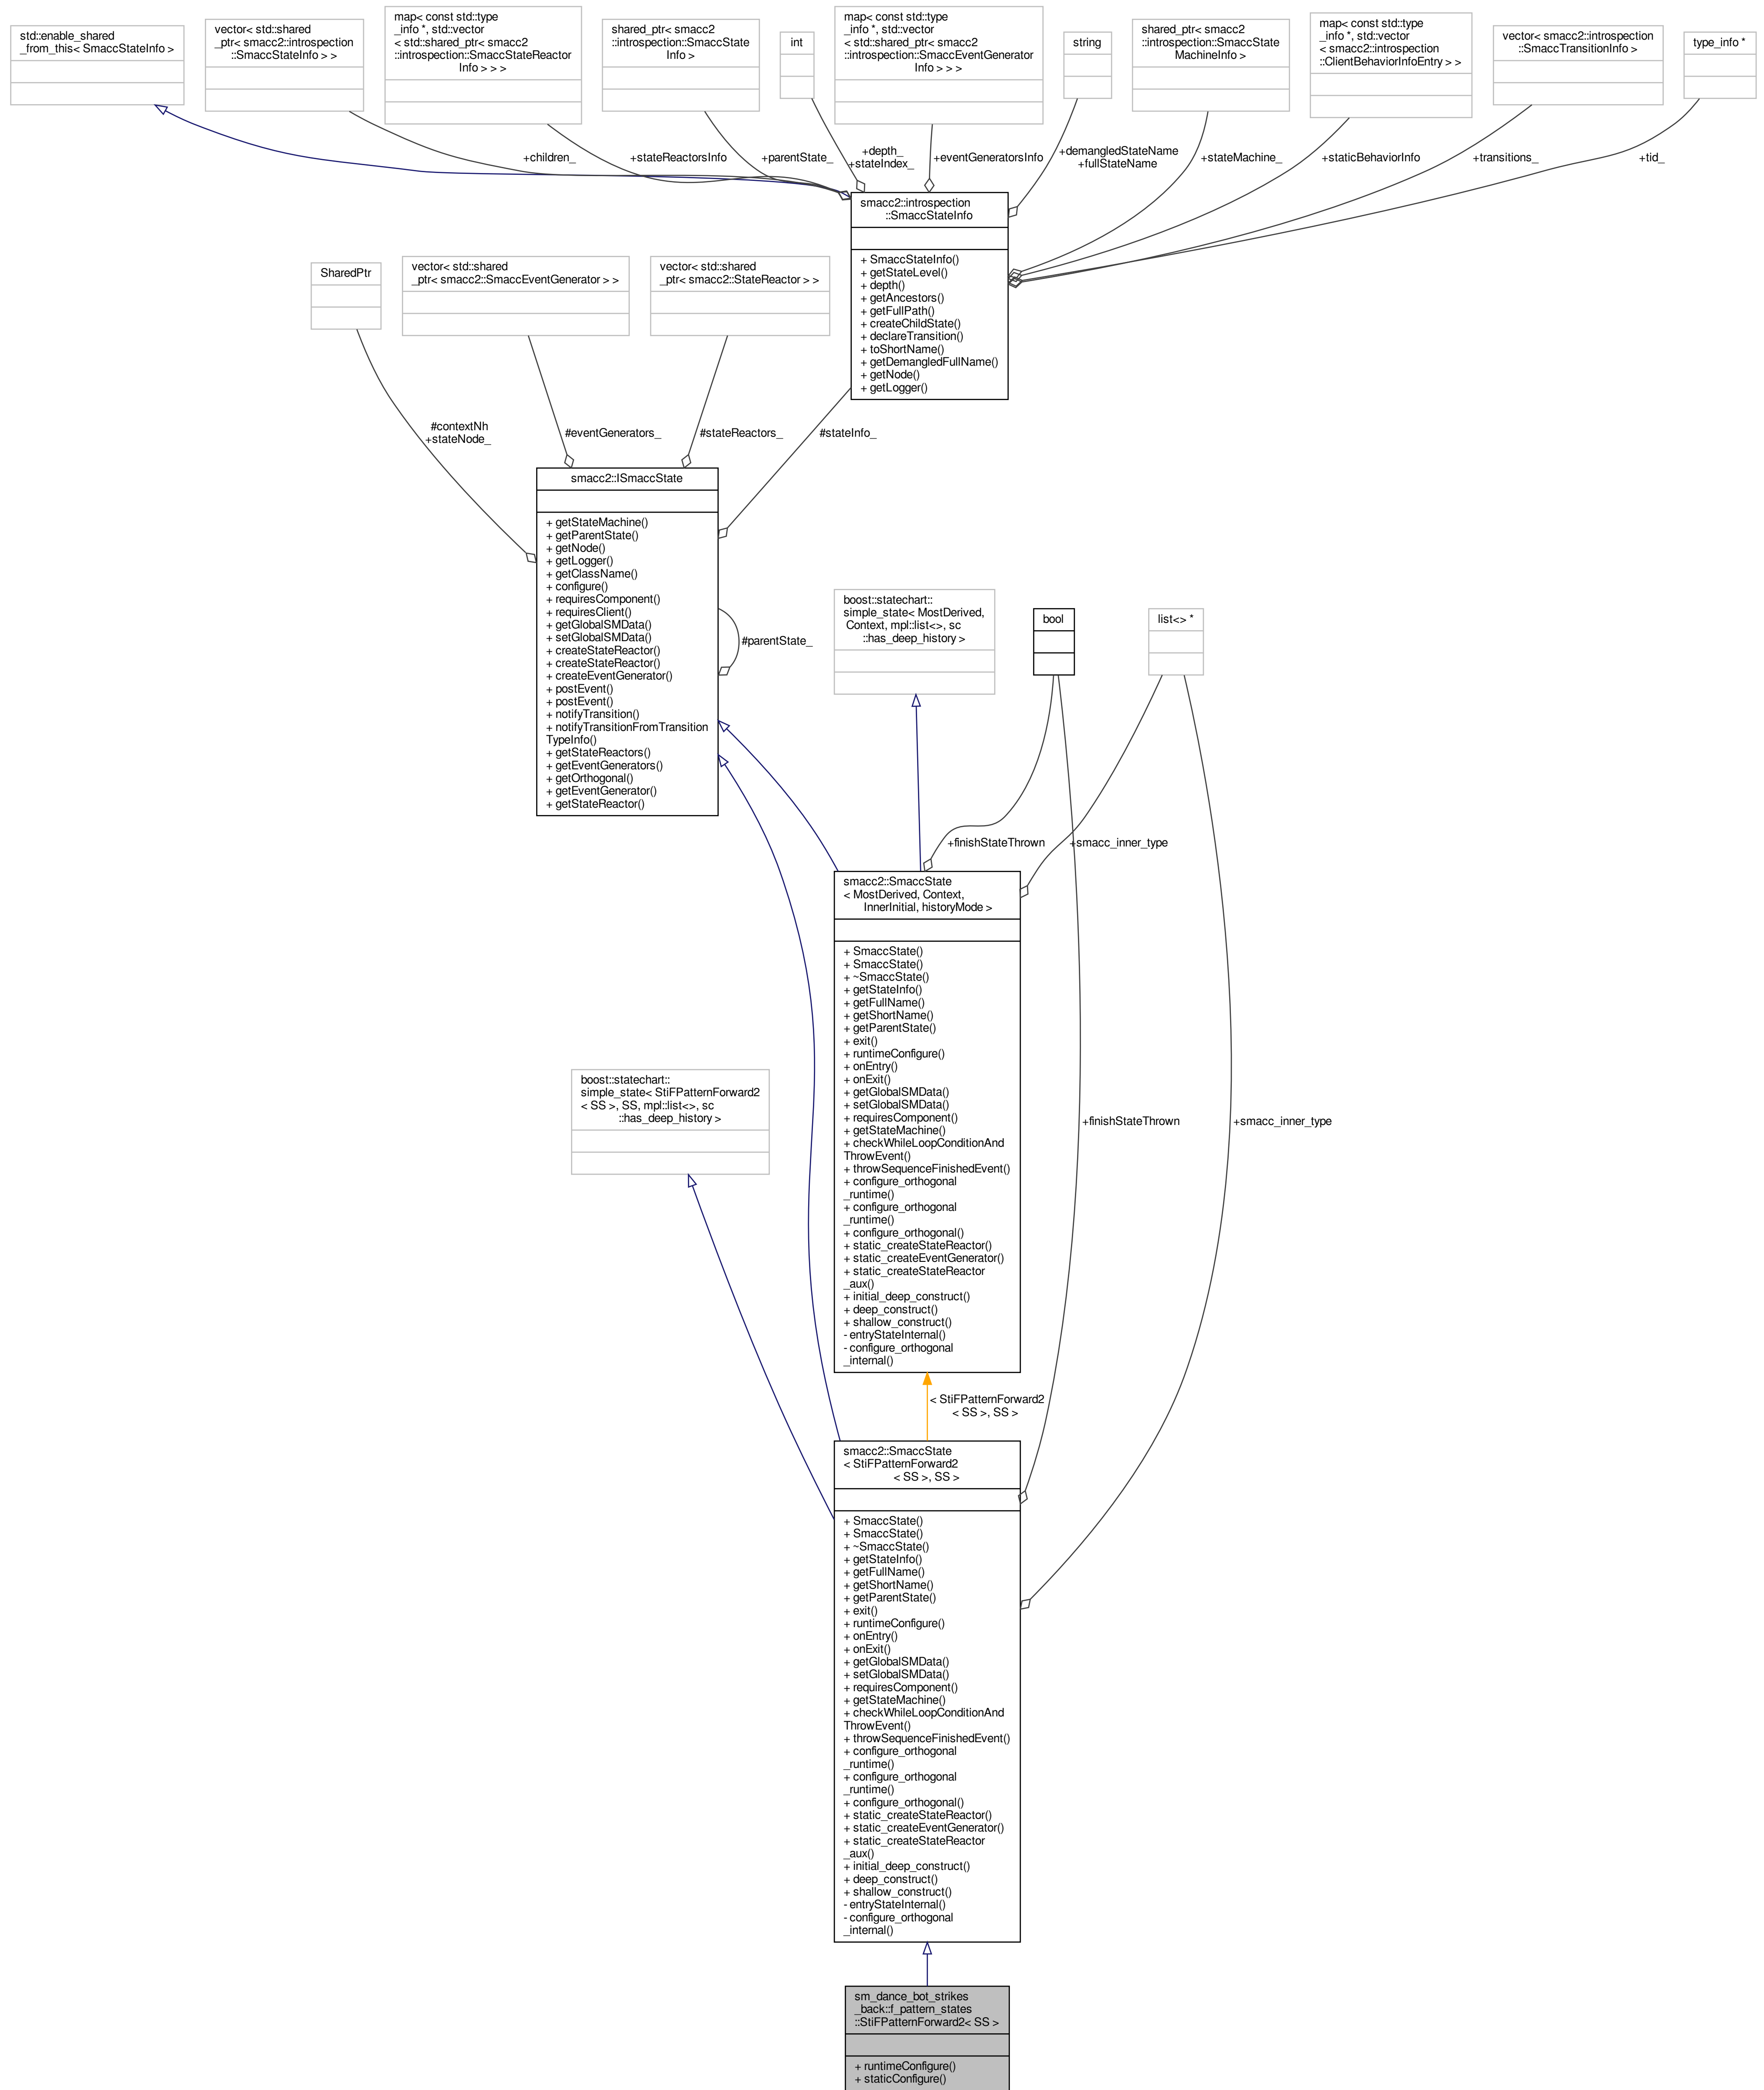 std::enable_shared
_from_this< SmaccStateInfo >
vector< std::shared
_ptr< smacc2::introspection
::SmaccStateInfo > >
map< const std::type
_info *, std::vector
< std::shared_ptr< smacc2
::introspection::SmaccStateReactor
Info > > >
shared_ptr< smacc2
::introspection::SmaccState
Info >
int
map< const std::type
_info *, std::vector
< std::shared_ptr< smacc2
::introspection::SmaccEventGenerator
Info > > >
string
shared_ptr< smacc2
::introspection::SmaccState
MachineInfo >
map< const std::type
_info *, std::vector
< smacc2::introspection
::ClientBehaviorInfoEntry > >
vector< smacc2::introspection
::SmaccTransitionInfo >
type_info *
+children_
+stateReactorsInfo
+parentState_
+depth_
+stateIndex_
+eventGeneratorsInfo
+demangledStateName
+fullStateName
+stateMachine_
+staticBehaviorInfo
+transitions_
+tid_
smacc2::introspection
::SmaccStateInfo
+ SmaccStateInfo()
+ getStateLevel()
+ depth()
+ getAncestors()
+ getFullPath()
+ createChildState()
+ declareTransition()
+ toShortName()
+ getDemangledFullName()
+ getNode()
+ getLogger()
SharedPtr
vector< std::shared
_ptr< smacc2::SmaccEventGenerator > >
vector< std::shared
_ptr< smacc2::StateReactor > >
#contextNh
+stateNode_
#eventGenerators_
#stateReactors_
#stateInfo_
smacc2::ISmaccState
+ getStateMachine()
+ getParentState()
+ getNode()
+ getLogger()
+ getClassName()
+ configure()
+ requiresComponent()
+ requiresClient()
+ getGlobalSMData()
+ setGlobalSMData()
+ createStateReactor()
+ createStateReactor()
+ createEventGenerator()
+ postEvent()
+ postEvent()
+ notifyTransition()
+ notifyTransitionFromTransition
TypeInfo()
+ getStateReactors()
+ getEventGenerators()
+ getOrthogonal()
+ getEventGenerator()
+ getStateReactor()
#parentState_
boost::statechart::
simple_state< MostDerived,
Context, mpl::list<>, sc
::has_deep_history >
bool
list<> *
+finishStateThrown
+smacc_inner_type
smacc2::SmaccState
< MostDerived, Context,
InnerInitial, historyMode >
+ SmaccState()
+ SmaccState()
+ ~SmaccState()
+ getStateInfo()
+ getFullName()
+ getShortName()
+ getParentState()
+ exit()
+ runtimeConfigure()
+ onEntry()
+ onExit()
+ getGlobalSMData()
+ setGlobalSMData()
+ requiresComponent()
+ getStateMachine()
+ checkWhileLoopConditionAnd
ThrowEvent()
+ throwSequenceFinishedEvent()
+ configure_orthogonal
_runtime()
+ configure_orthogonal
_runtime()
+ configure_orthogonal()
+ static_createStateReactor()
+ static_createEventGenerator()
+ static_createStateReactor
_aux()
+ initial_deep_construct()
+ deep_construct()
+ shallow_construct()
- entryStateInternal()
- configure_orthogonal
_internal()
boost::statechart::
simple_state< StiFPatternForward2
< SS >, SS, mpl::list<>, sc
::has_deep_history >
+finishStateThrown
+smacc_inner_type
< StiFPatternForward2
< SS >, SS >
smacc2::SmaccState
< StiFPatternForward2
< SS >, SS >
+ SmaccState()
+ SmaccState()
+ ~SmaccState()
+ getStateInfo()
+ getFullName()
+ getShortName()
+ getParentState()
+ exit()
+ runtimeConfigure()
+ onEntry()
+ onExit()
+ getGlobalSMData()
+ setGlobalSMData()
+ requiresComponent()
+ getStateMachine()
+ checkWhileLoopConditionAnd
ThrowEvent()
+ throwSequenceFinishedEvent()
+ configure_orthogonal
_runtime()
+ configure_orthogonal
_runtime()
+ configure_orthogonal()
+ static_createStateReactor()
+ static_createEventGenerator()
+ static_createStateReactor
_aux()
+ initial_deep_construct()
+ deep_construct()
+ shallow_construct()
- entryStateInternal()
- configure_orthogonal
_internal()
sm_dance_bot_strikes
_back::f_pattern_states
::StiFPatternForward2< SS >
+ runtimeConfigure()
+ staticConfigure()